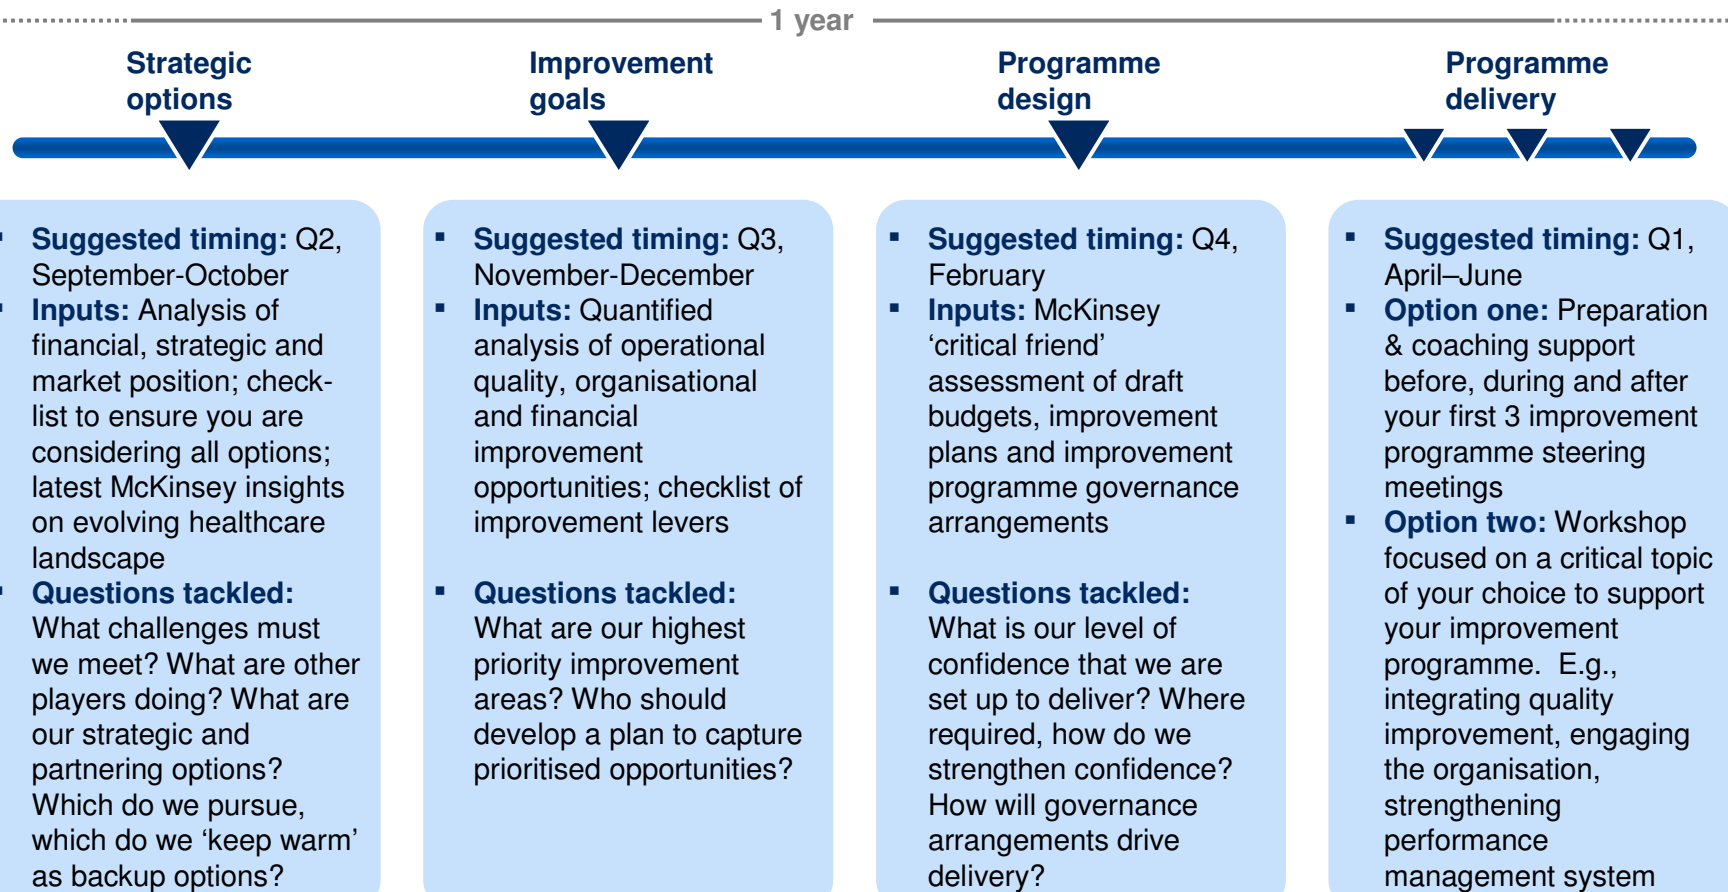 1 year
Strategic
options
Improvement
goals
Programme
design
Programme
delivery
▪ Suggested timing: Q2,
September-October
▪ Inputs: Analysis of
financial, strategic and
market position; check-
list to ensure you are
considering all options;
latest McKinsey insights
on evolving healthcare
landscape
▪ Questions tackled:
What challenges must
we meet? What are other
players doing? What are
our strategic and
partnering options?
Which do we pursue,
which do we ‘keep warm’
as backup options?
▪ Suggested timing: Q3,
November-December
▪ Inputs: Quantified
analysis of operational
quality, organisational
and financial
improvement
opportunities; checklist of
improvement levers
▪ Questions tackled:
What are our highest
priority improvement
areas? Who should
develop a plan to capture
prioritised opportunities?
▪ Suggested timing: Q4,
February
▪ Inputs: McKinsey
‘critical friend’
assessment of draft
budgets, improvement
plans and improvement
programme governance
arrangements
▪ Questions tackled:
What is our level of
confidence that we are
set up to deliver? Where
required, how do we
strengthen confidence?
How will governance
arrangements drive
delivery?
▪ Suggested timing: Q1,
April–June
▪ Option one: Preparation
& coaching support
before, during and after
your first 3 improvement
programme steering
meetings
▪ Option two: Workshop
focused on a critical topic
of your choice to support
your improvement
programme.  E.g.,
integrating quality
improvement, engaging
the organisation,
strengthening
performance
management system